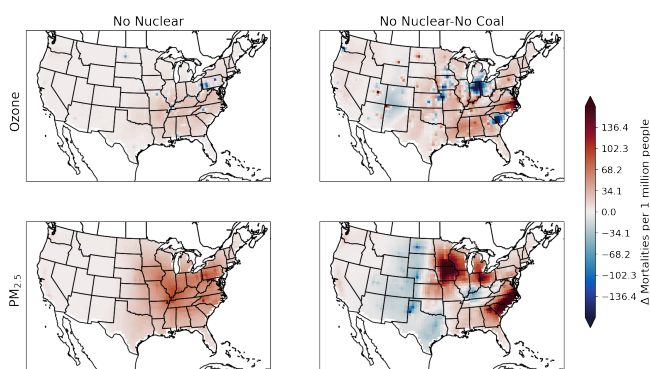 No Nuclear
No Nuclear-No Coal
Ozone
PM2.5
136.4
102.3
68.2
34.1
0.0
−34.1
−68.2
−102.3
−136.4
Δ Mortalities per 1 million people